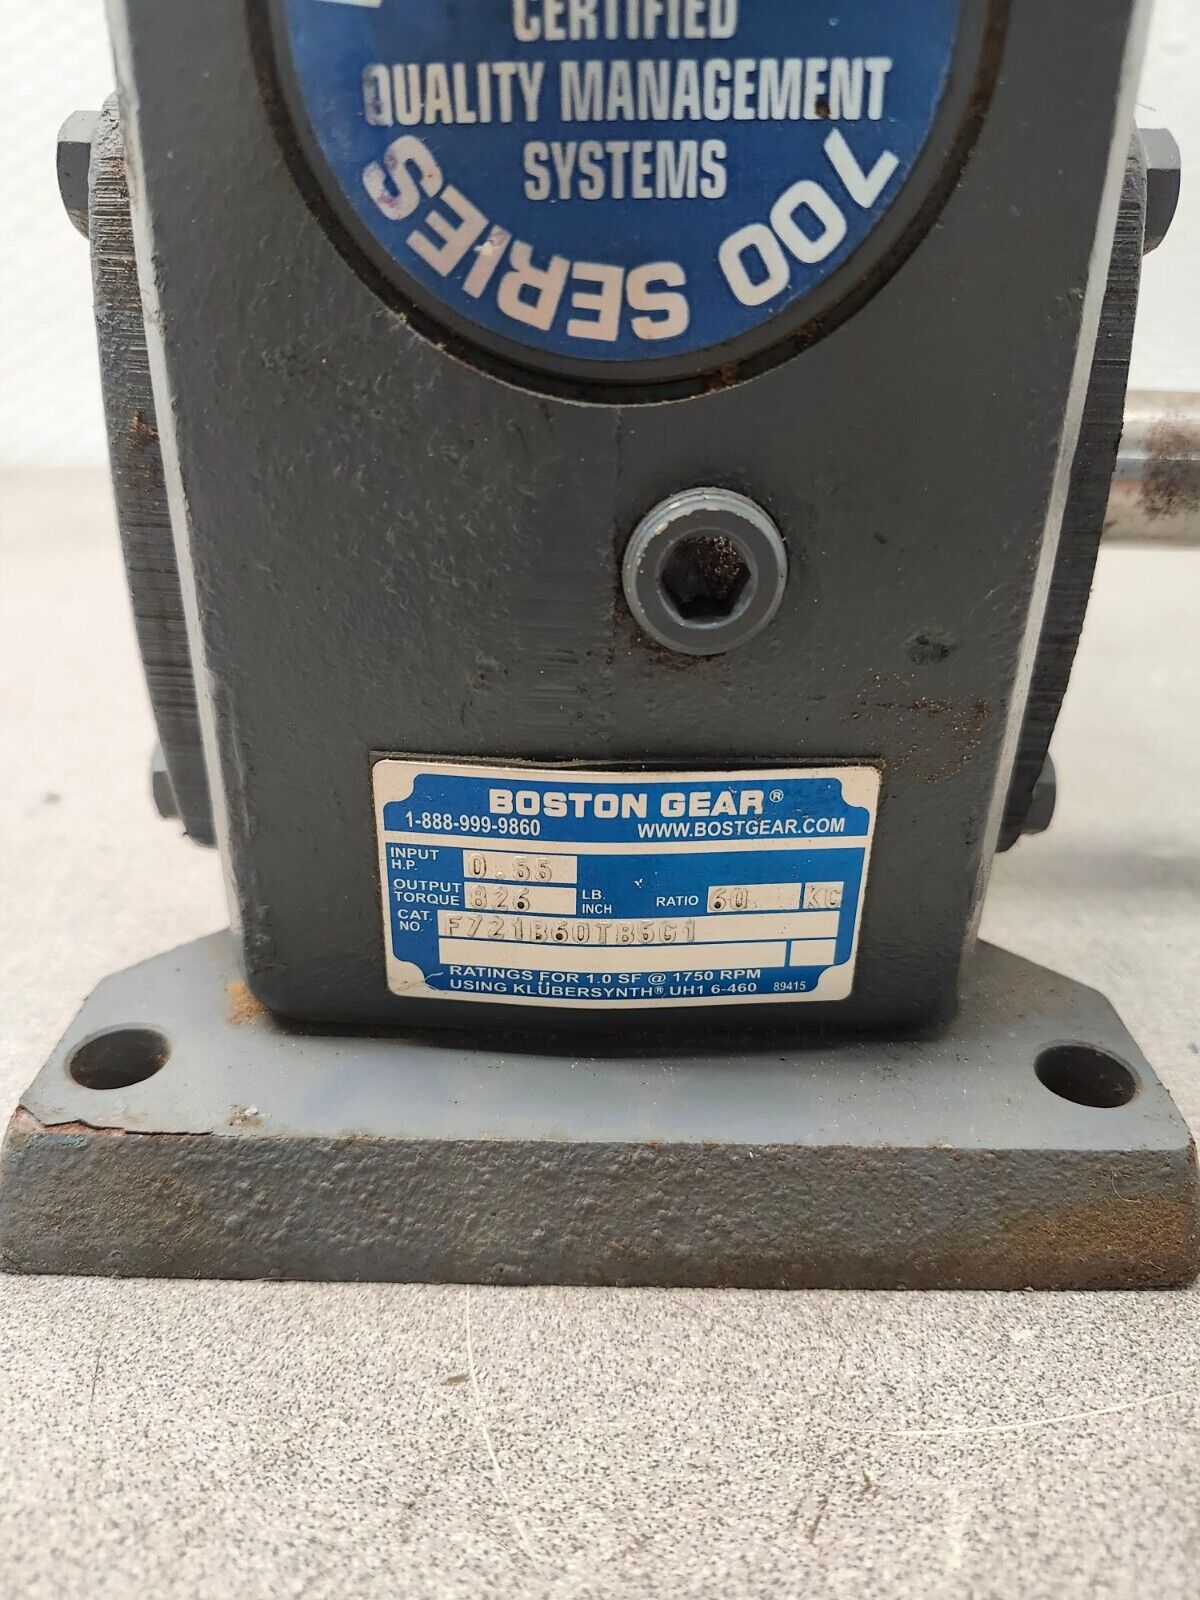 CERTIFIED
QUALITY MANAGEMENT
SYSTEMS
700 SERIES
BOSTON GEAR®
1-888-999-9860 WWW.BOSTGEAR.COM
INPUT H.P. 0.55
OUTPUT TORQUE 826 LB. INCH RATIO 60 KC
CAT. NO. F721B60TB5G1
RATINGS FOR 1.0 SF @ 1750 RPM
USING KLÜBERSYNTH® UH1 6-460 89415